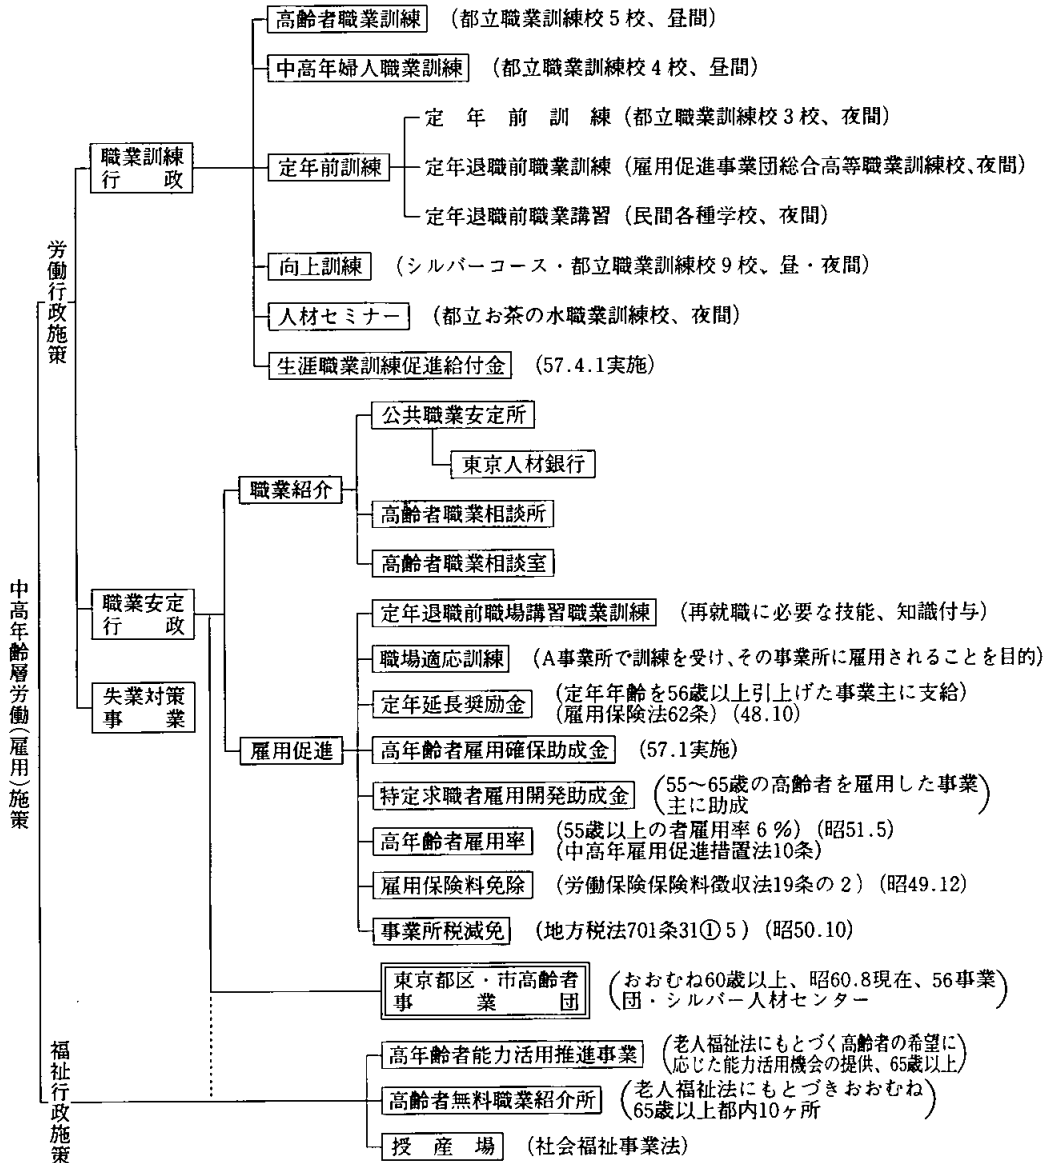 高齢者職業訓練 (都立職業訓練校5校、昼間)
中高年婦人職業訓練 (都立職業訓練校4校、昼間)
定年前訓練 (都立職業訓練校3校、夜間)
職業訓練
行政
定年前訓練
定年退職前職業訓練 (雇用促進事業団総合高等職業訓練校、夜間)
定年退職前職業講習 (民間各種学校、夜間)
労働行政施策
向上訓練 (シルバーコース・都立職業訓練校9校、昼・夜間)
人材セミナー (都立お茶の水職業訓練校、夜間)
生涯職業訓練促進給付金 (57.4.1実施)
公共職業安定所
東京人材銀行
職業紹介
高齢者職業相談所
高齢者職業相談室
中高年齢層労働(雇用)施策
職業安定
行政
定年退職前職場講習職業訓練 (再就職に必要な技能、知識付与)
職場適応訓練 (A事業所で訓練を受け、その事業所に雇用されることを目的)
失業対策
事業
定年延長奨励金 (定年年齢を56歳以上引上げた事業主に支給)
(雇用保険法62条) (48.10)
雇用促進
高年齢者雇用確保助成金 (57.1実施)
特定求職者雇用開発助成金 (55〜65歳の高齢者を雇用した事業
主に助成)
高年齢者雇用率 (55歳以上の者雇用率6%) (昭51.5)
(中高年雇用促進措置法10条)
雇用保険料免除 (労働保険保険料徴収法19条の2) (昭49.12)
事業所税減免 (地方税法701条31①5) (昭50.10)
東京都区・市高齢者
事業団
(おおむね60歳以上、昭60.8現在、56事業
団・シルバー人材センター)
福祉行政施策
高年齢者能力活用推進事業 (老人福祉法にもとづく高齢者の希望に
応じた能力活用機会の提供、65歳以上)
高齢者無料職業紹介所 (老人福祉法にもとづきおおむね
65歳以上都内10ヶ所)
授産場 (社会福祉事業法)